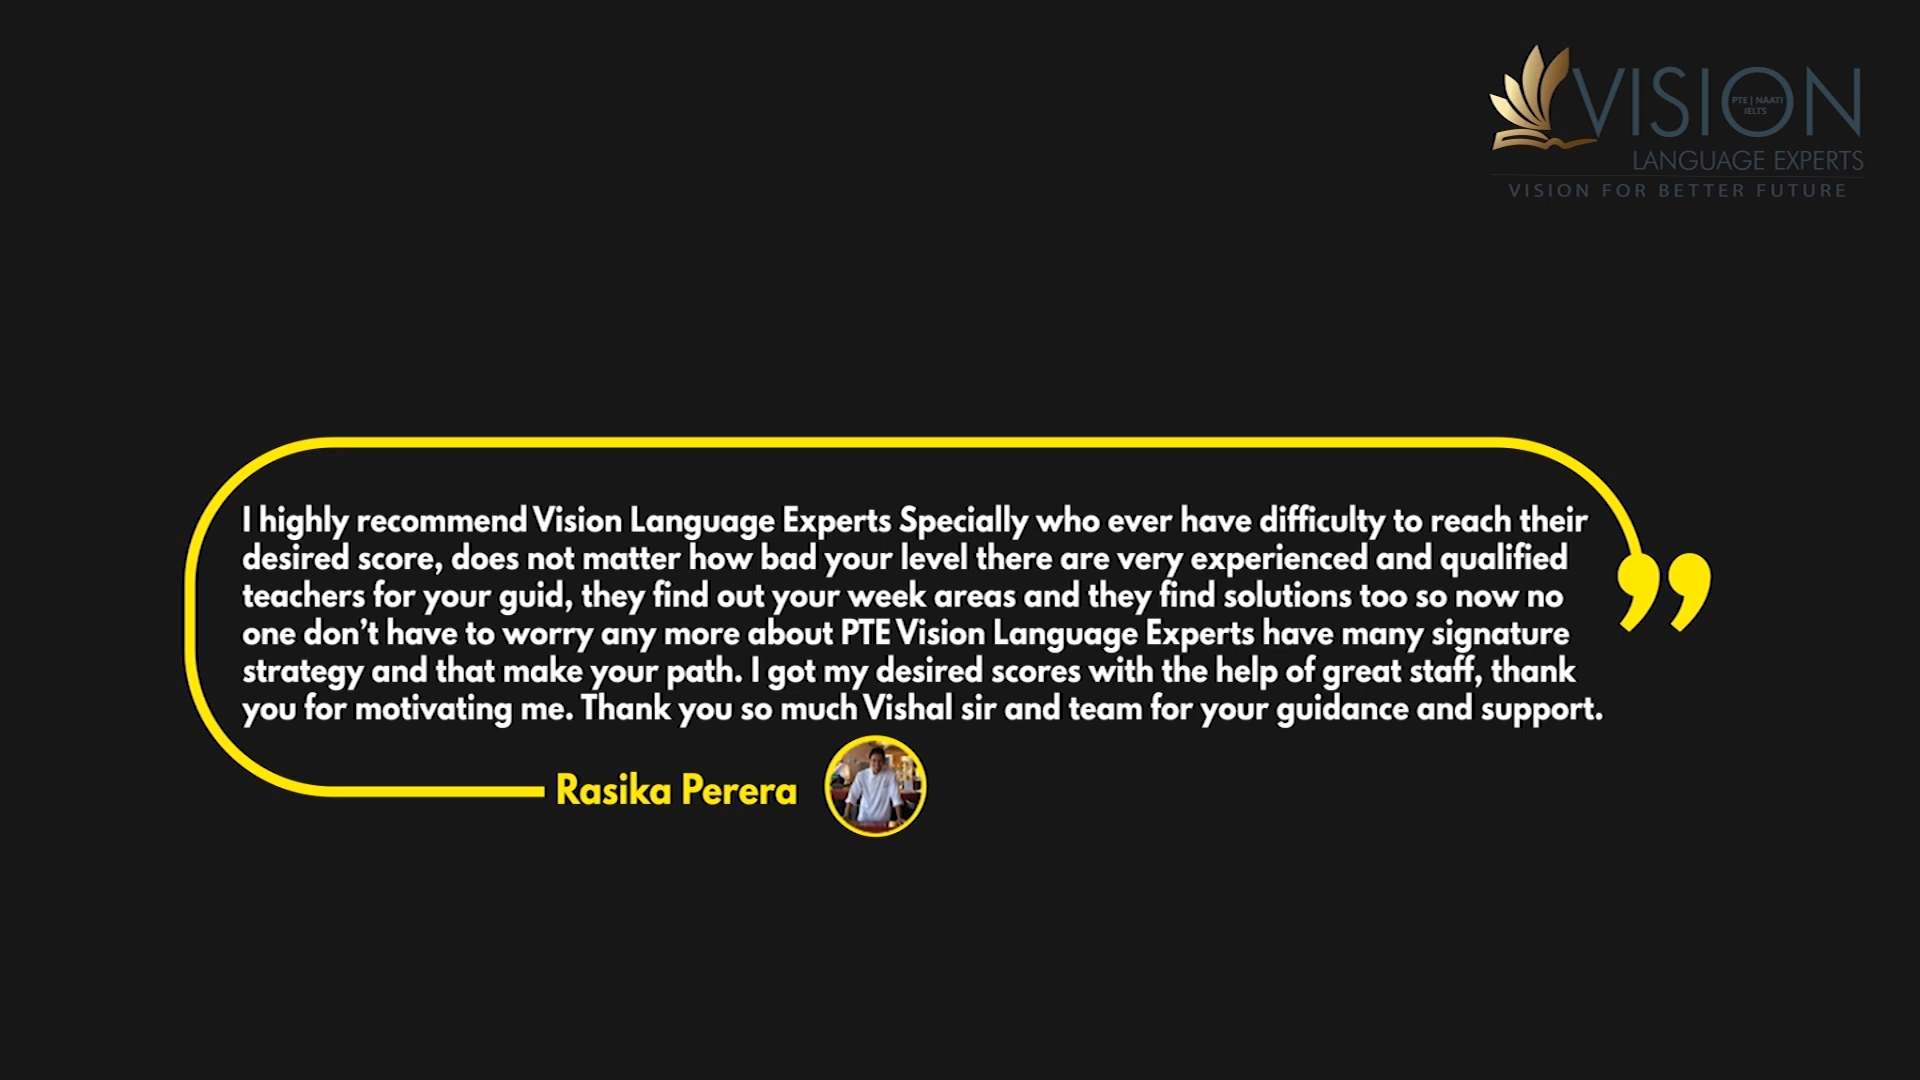 VISION
PTE | NAATI
IELTS
LANGUAGE EXPERTS
VISION FOR BETTER FUTURE
I highly recommend Vision Language Experts Specially who ever have difficulty to reach their
desired score, does not matter how bad your level there are very experienced and qualified
teachers for your guid, they find out your week areas and they find solutions too so now no
one don’t have to worry any more about PTE Vision Language Experts have many signature
strategy and that make your path. I got my desired scores with the help of great staff, thank
you for motivating me. Thank you so much Vishal sir and team for your guidance and support.
Rasika Perera